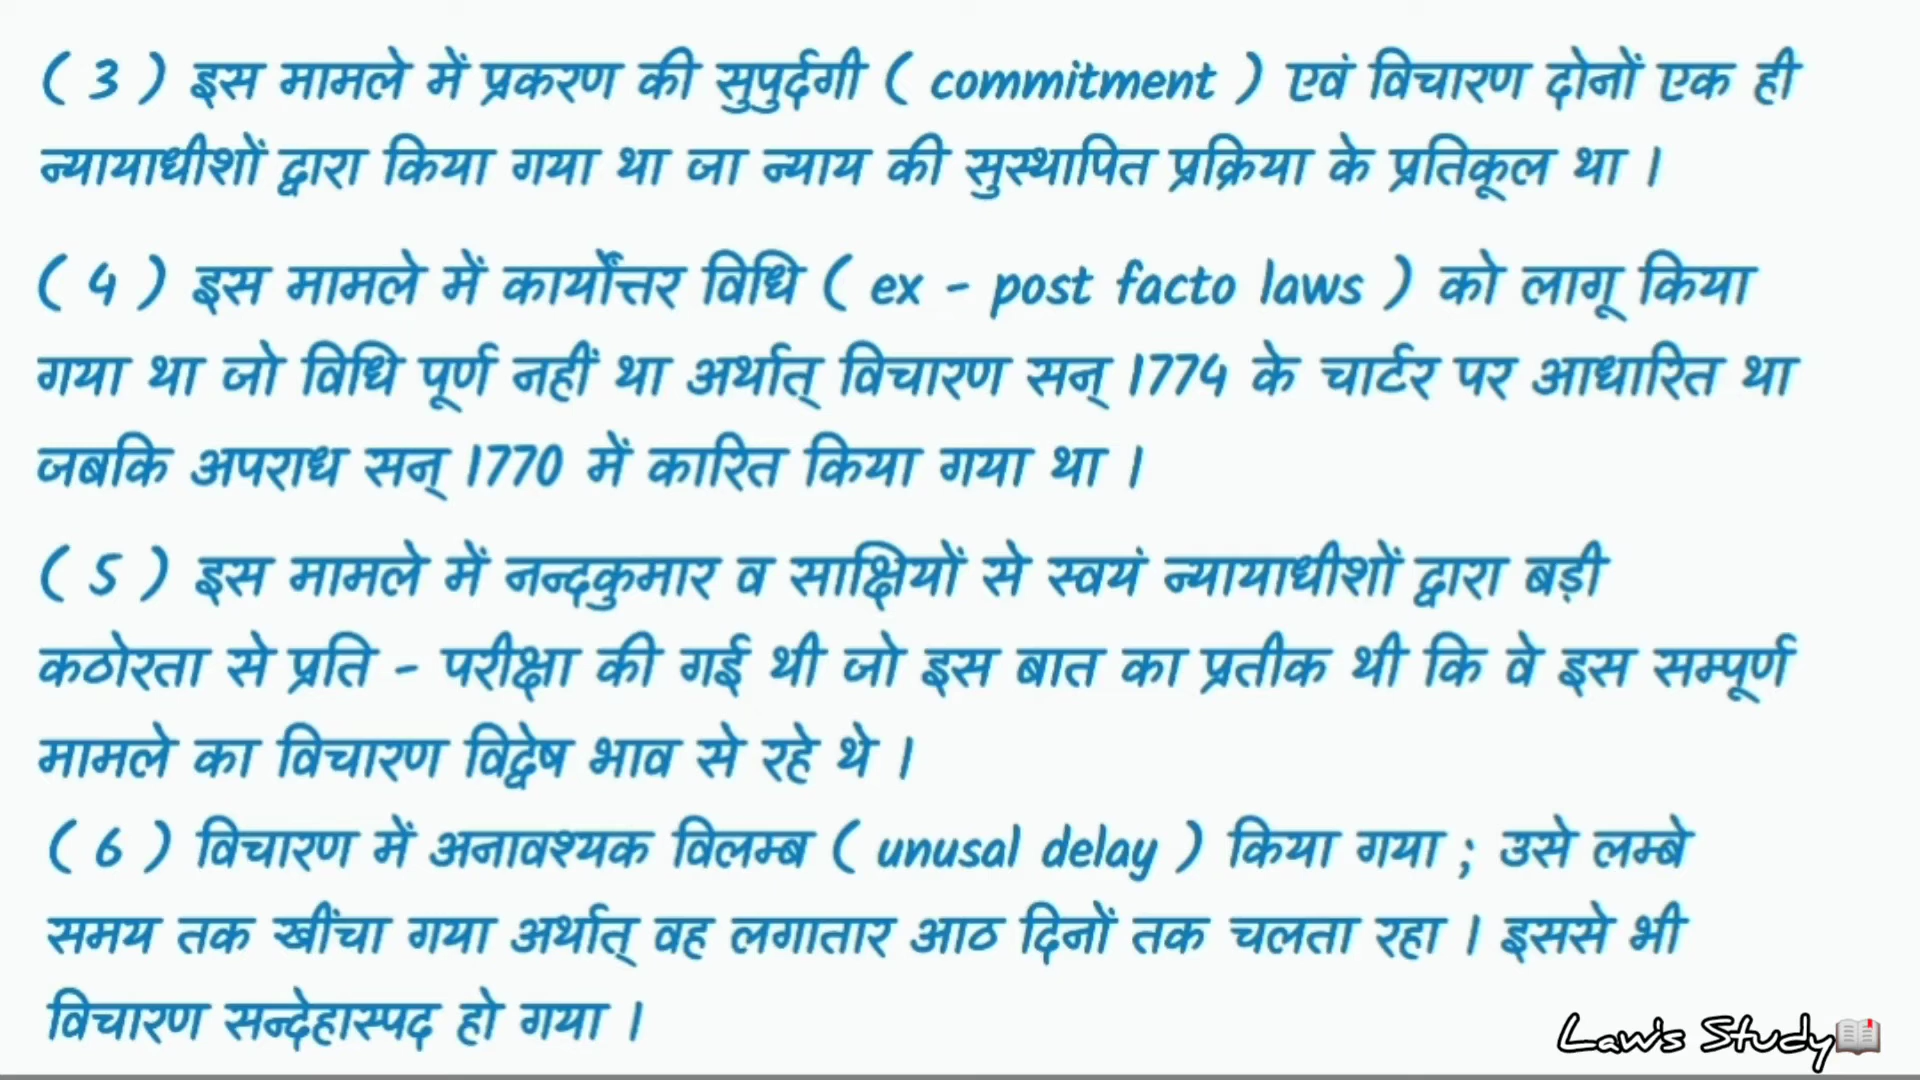 ( 3 ) इस मामले में प्रकरण की सुपुर्दगी ( commitment ) एवं विचारण दोनों एक ही
न्यायाधीशों द्वारा किया गया था जा न्याय की सुस्थापित प्रक्रिया के प्रतिकूल था ।
( 4 ) इस मामले में कार्योंत्तर विधि ( ex - post facto laws ) को लागू किया
गया था जो विधि पूर्ण नहीं था अर्थात् विचारण सन् 1774 के चार्टर पर आधारित था
जबकि अपराध सन् 1770 में कारित किया गया था ।
( 5 ) इस मामले में नन्दकुमार व साक्षियों से स्वयं न्यायाधीशों द्वारा बड़ी
कठोरता से प्रति - परीक्षा की गई थी जो इस बात का प्रतीक थी कि वे इस सम्पूर्ण
मामले का विचारण विद्वेष भाव से रहे थे ।
( 6 ) विचारण में अनावश्यक विलम्ब ( unusal delay ) किया गया ; उसे लम्बे
समय तक खींचा गया अर्थात् वह लगातार आठ दिनों तक चलता रहा । इससे भी
विचारण सन्देहास्पद हो गया ।
Law's Study